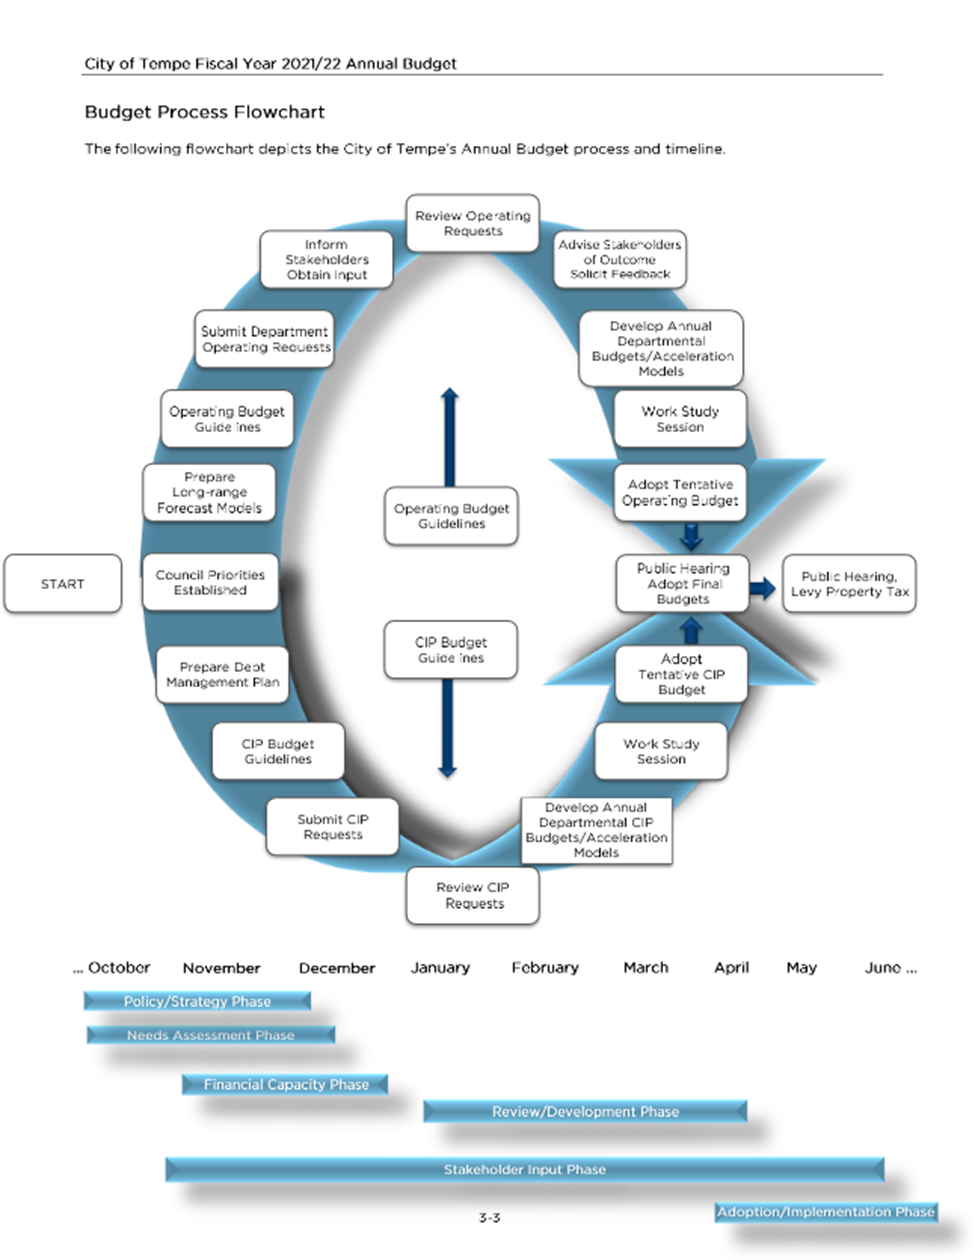 City of Tempe Fiscal Year 2021/22 Annual Budget
Budget Process Flowchart
The following flowchart depicts the City of Tempe's Annual Budget process and timeline.
Review Operating
Requests
Inform
Stakeholders
Obtain Input
Advise Stakeholders
of Outcome
Solicit Feedback
Submit Department
Operating Requests
Develop Annual
Departmental
Budgets/Acceleration
Models
Operating Budget
Guidelines
Work Study
Session
Prepare
Long-range
Forecast Models
Operating Budget
Guidelines
Adopt Tentative
Operating Budget
START
Council Priorities
Established
Public Hearing
Adopt Final
Budgets
Public Hearing,
Levy Property Tax
CIP Budget
Guidelines
Prepare Debt
Management Plan
Adopt
Tentative CIP
Budget
CIP Budget
Guidelines
Work Study
Session
Submit CIP
Requests
Develop Annual
Departmental CIP
Budgets/Acceleration
Models
Review CIP
Requests
... October November December January February March April May June ...
Policy/Strategy Phase
Needs Assessment Phase
Financial Capacity Phase
Review/Development Phase
Stakeholder Input Phase
Adoption/Implementation Phase
3-3